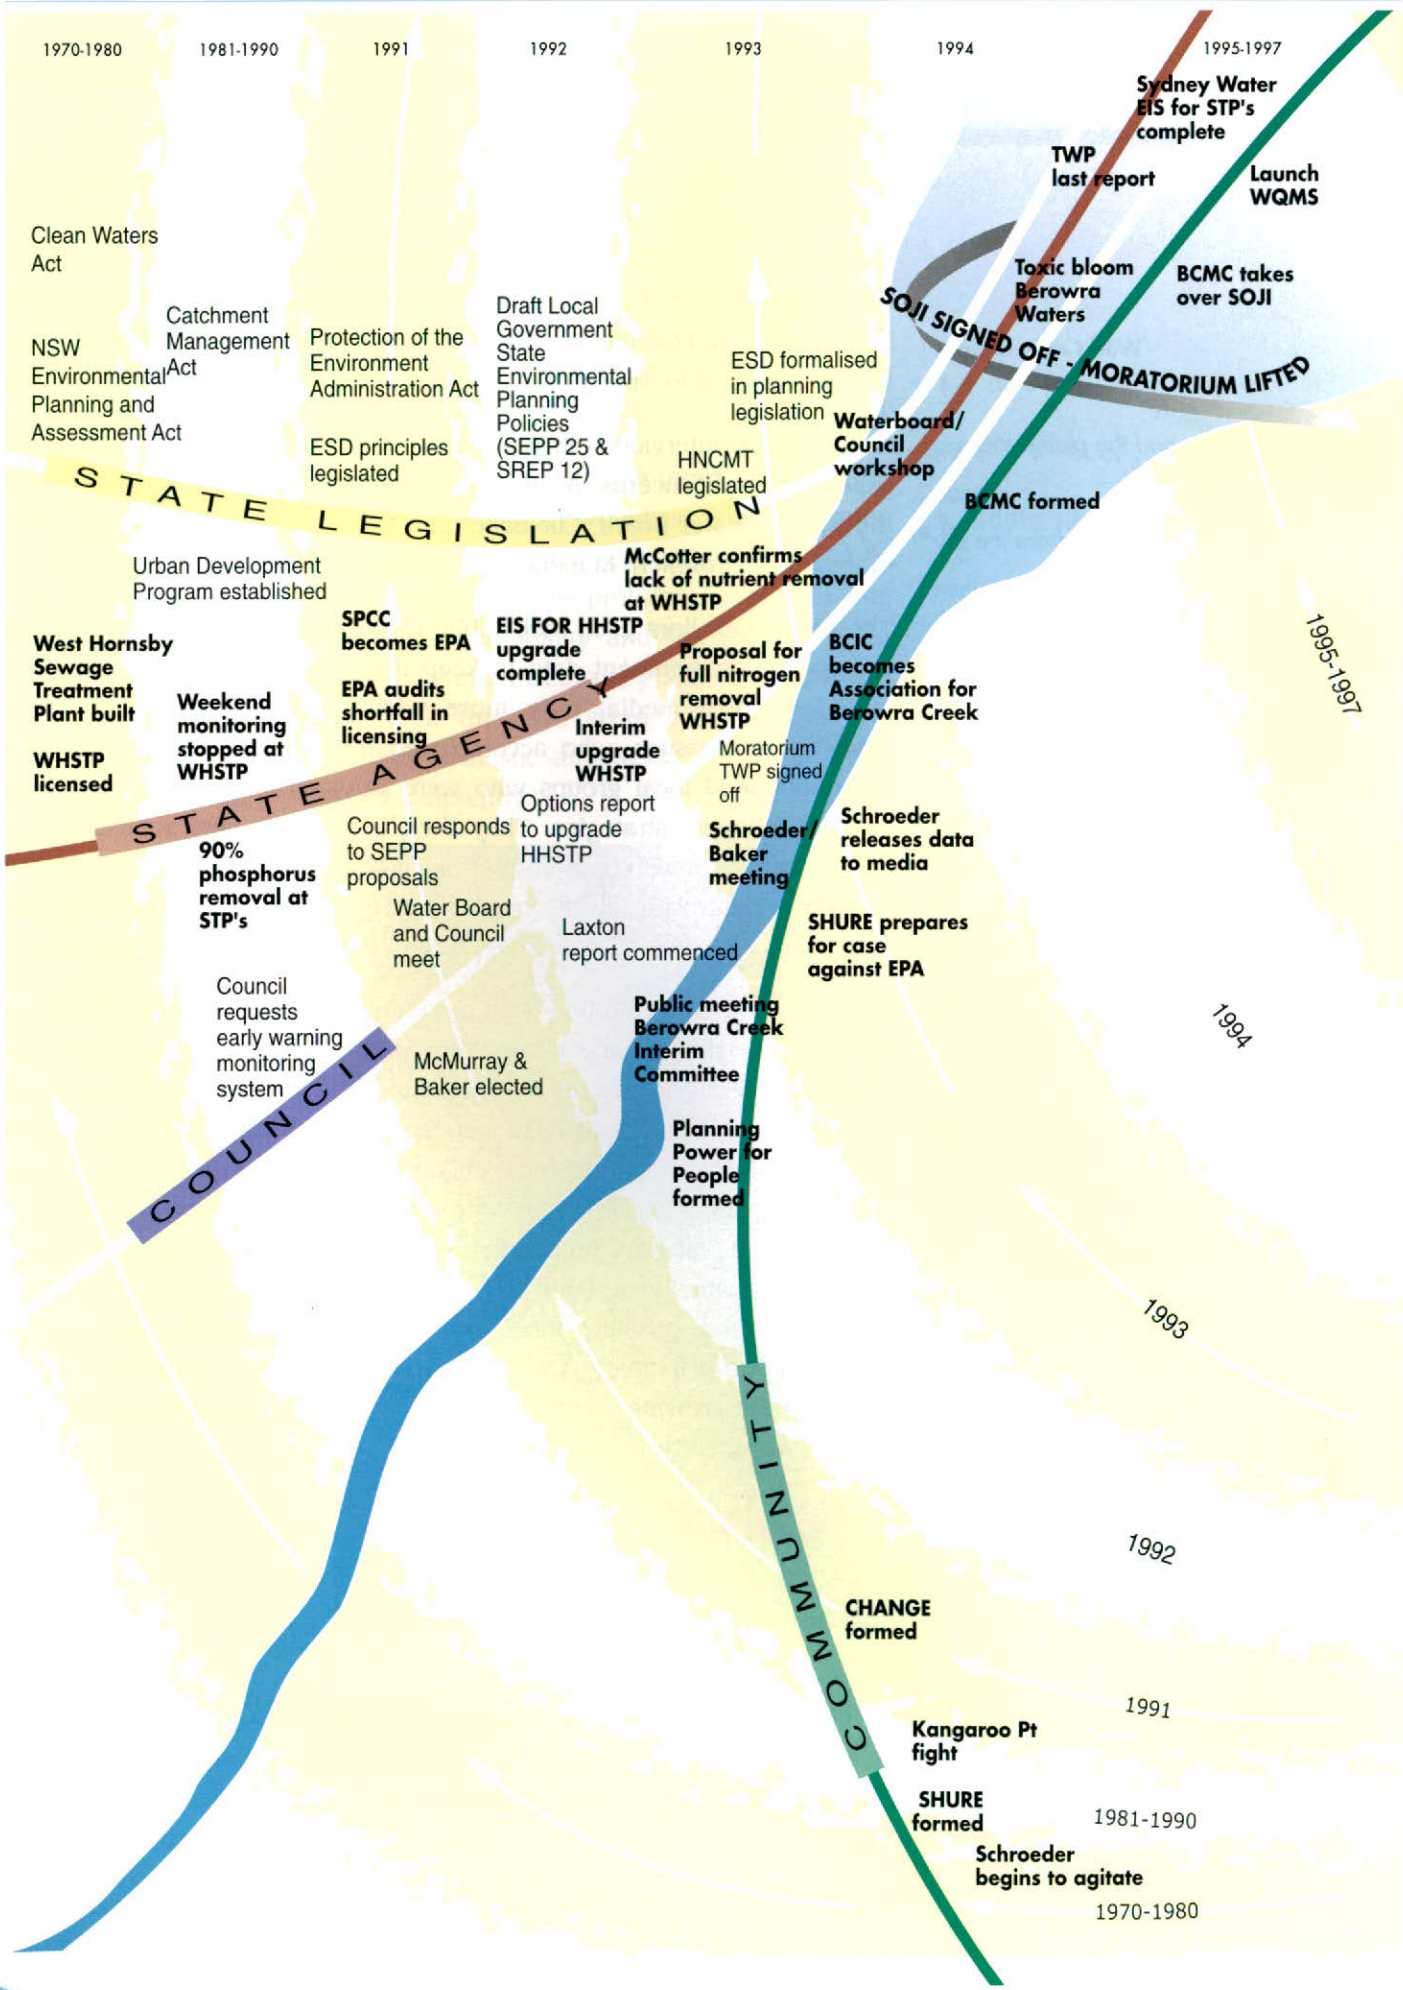 1970-1980
1981-1990
1991
1992
1993
1994
1995-1997
Sydney Water
EIS for STP's
complete
TWP
last report
Launch
WQMS
Clean Waters
Act
Toxic bloom
Berowra
Waters
BCMC takes
over SOJI
SOJI SIGNED OFF - MORATORIUM LIFTED
NSW
Environmental
Planning and
Assessment Act
Catchment
Management
Act
Protection of the
Environment
Administration Act
ESD principles
legislated
Draft Local
Government
State
Environmental
Planning
Policies
(SEPP 25 &
SREP 12)
ESD formalised
in planning
legislation
HNCMT
legislated
Waterboard/
Council
workshop
BCMC formed
STATE LEGISLATION
Urban Development
Program established
McCotter confirms
lack of nutrient removal
at WHSTP
West Hornsby
Sewage
Treatment
Plant built
WHSTP
licensed
Weekend
monitoring
stopped at
WHSTP
SPCC
becomes EPA
EPA audits
shortfall in
licensing
EIS FOR HHSTP
upgrade
complete
Interim
upgrade
WHSTP
Proposal for
full nitrogen
removal
WHSTP
BCIC
becomes
Association for
Berowra Creek
1995-1997
STATE AGENCY
Moratorium
TWP signed
off
90%
phosphorus
removal at
STP's
Council responds
to SEPP
proposals
Options report
to upgrade
HHSTP
Schroeder/
Baker
meeting
Schroeder
releases data
to media
Water Board
and Council
meet
Laxton
report commenced
SHURE prepares
for case
against EPA
Council
requests
early warning
monitoring
system
Public meeting
Berowra Creek
Interim
Committee
1994
McMurray &
Baker elected
COUNCIL
Planning
Power for
People
formed
1993
COMMUNITY
1992
CHANGE
formed
1991
Kangaroo Pt
fight
SHURE
formed
1981-1990
Schroeder
begins to agitate
1970-1980